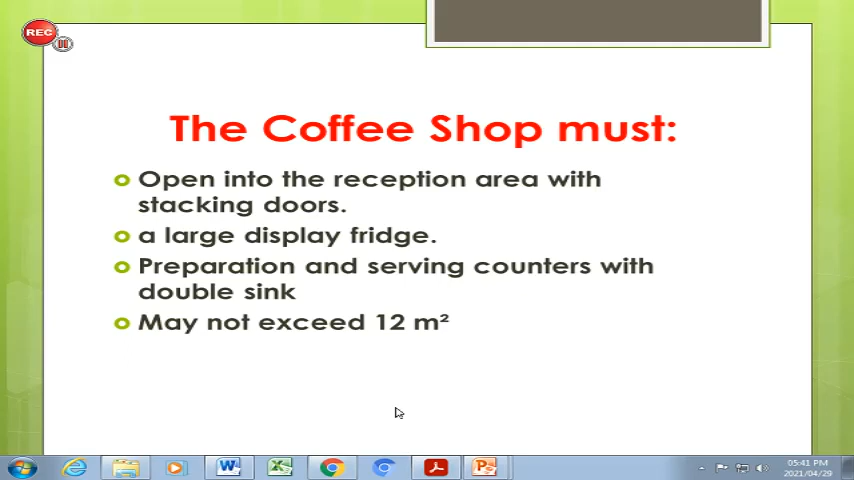 REC
The Coffee Shop must:
Open into the reception area with
stacking doors.
a large display fridge.
Preparation and serving counters with
double sink
May not exceed 12 m²
05:41 PM
2021/04/29